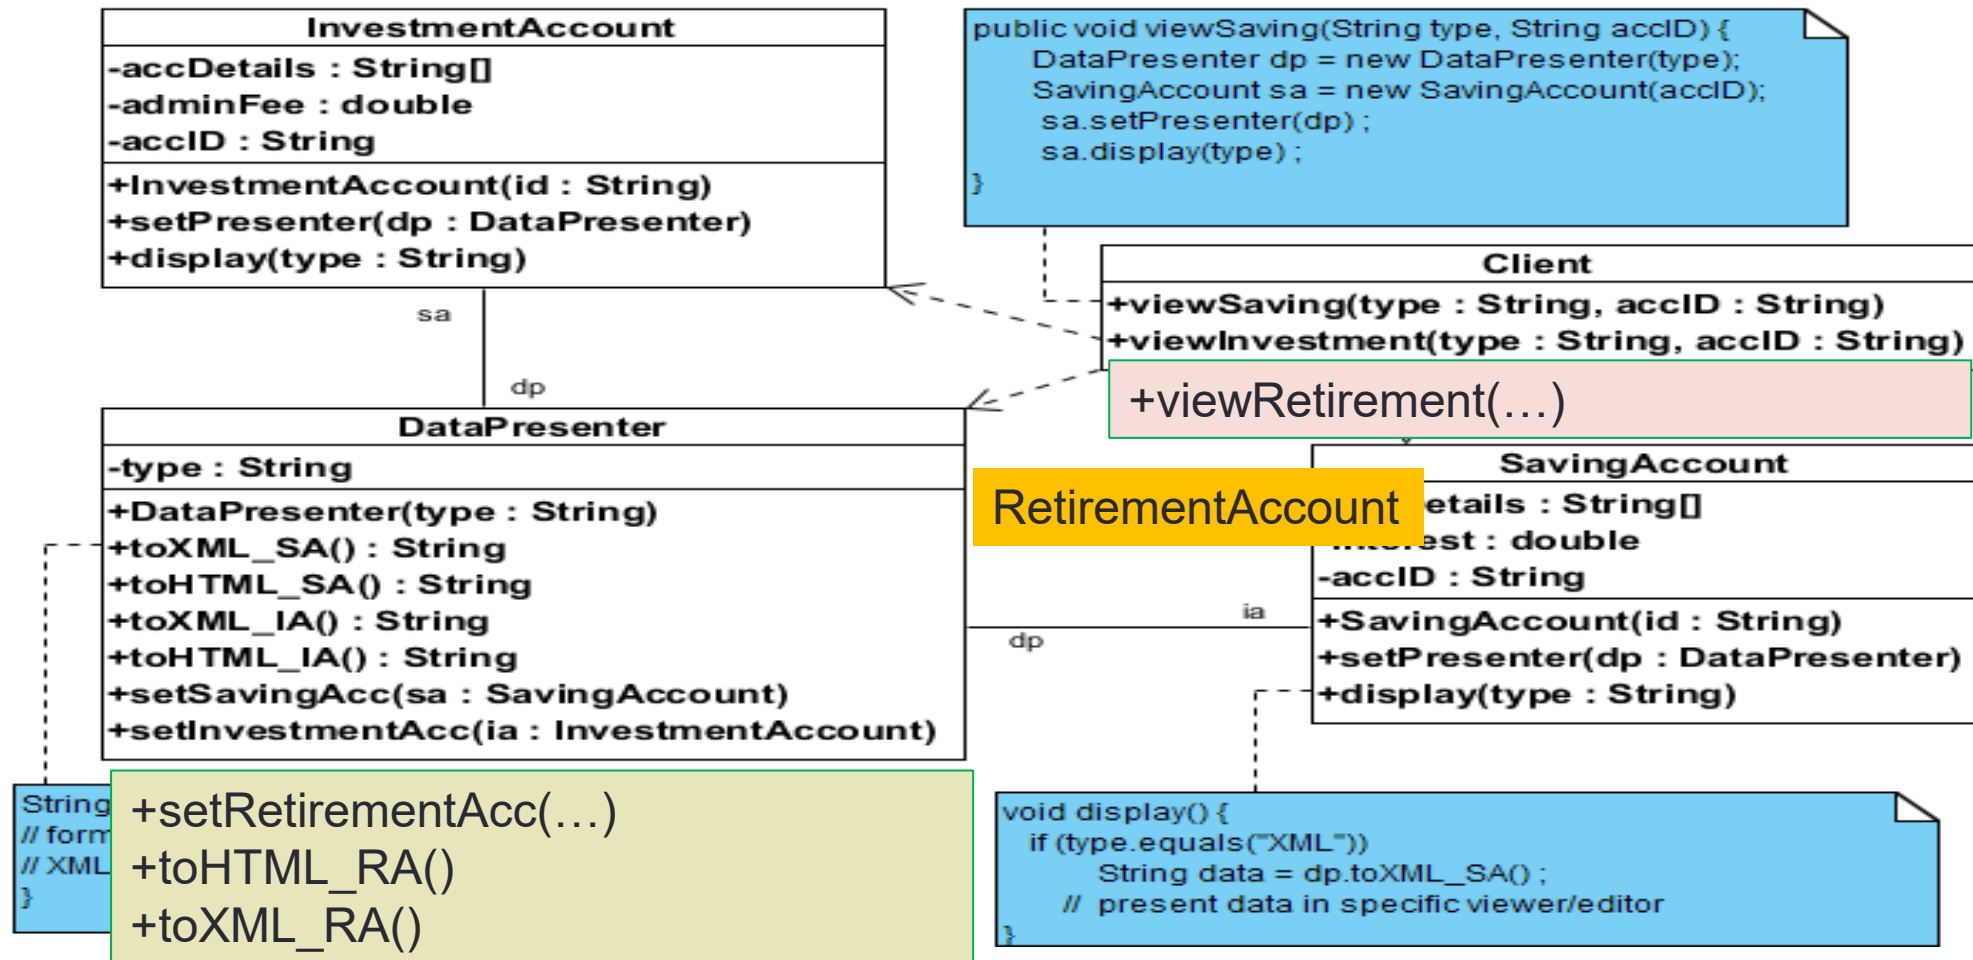 InvestmentAccount
-accDetails : String[]
-adminFee : double
-accID : String
+InvestmentAccount(id : String)
+setPresenter(dp : DataPresenter)
+display(type : String)
public void viewSaving(String type, String accID) {
DataPresenter dp = new DataPresenter(type);
SavingAccount sa = new SavingAccount(accID);
sa.setPresenter(dp) ;
sa.display(type) ;
}
Client
+viewSaving(type : String, accID : String)
+viewInvestment(type : String, accID : String)
+viewRetirement(…)
sa
dp
DataPresenter
-type : String
+DataPresenter(type : String)
+toXML_SA() : String
+toHTML_SA() : String
+toXML_IA() : String
+toHTML_IA() : String
+setSavingAcc(sa : SavingAccount)
+setInvestmentAcc(ia : InvestmentAccount)
RetirementAccount
SavingAccount
etails : String[]
: double
-accID : String
+SavingAccount(id : String)
+setPresenter(dp : DataPresenter)
+display(type : String)
ia
dp
String
// form
// XML
}
+setRetirementAcc(…)
+toHTML_RA()
+toXML_RA()
void display() {
if (type.equals("XML"))
String data = dp.toXML_SA() ;
// present data in specific viewer/editor
}